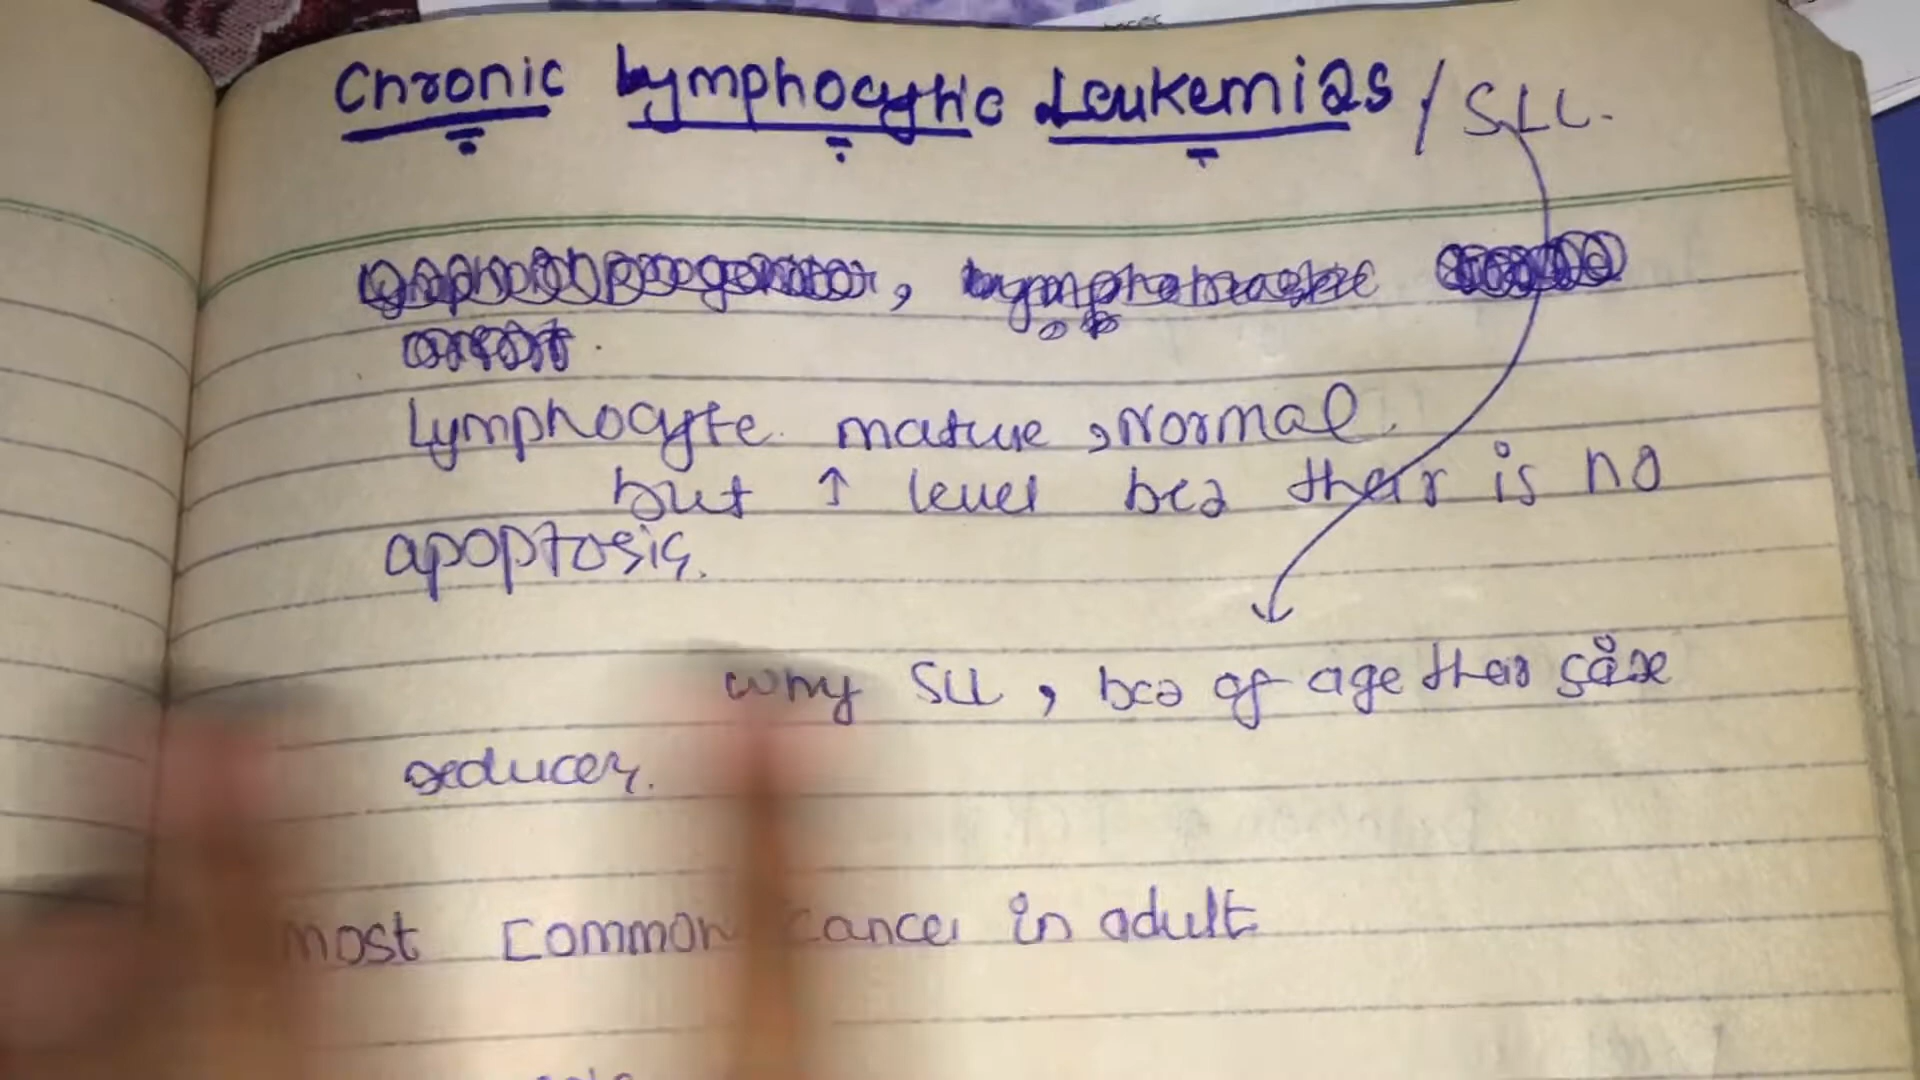 Chronic Lymphocytic Leukemias / SLL.
Lymphocyte mature, Normal
but ↑ level bcz their is no
apoptosis.
why SLL, bcz of age their size
reduces.
most common cancer in adult